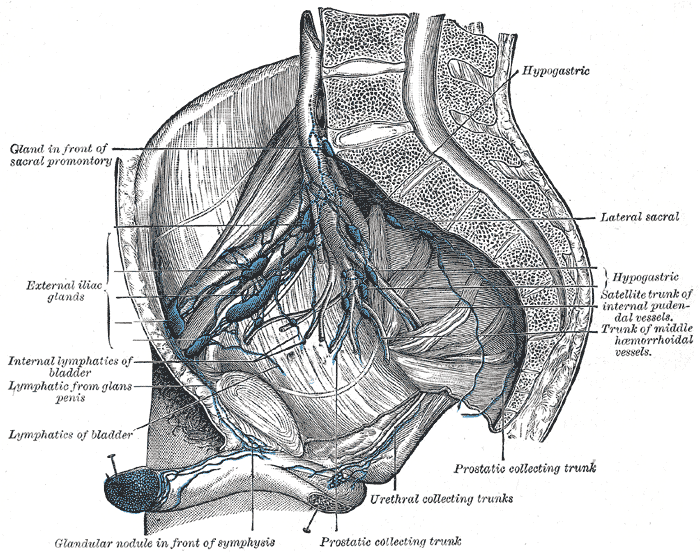 Hypogastric
Gland in front of
sacral promontory
Lateral sacral
External iliac
glands
Hypogastric
Satellite trunk of
internal puden-
dal vessels.
Trunk of middle
hæmorrhoidal
vessels.
Internal lymphatics of
bladder
Lymphatic from glans
penis
Lymphatics of bladder
Prostatic collecting trunk
Urethral collecting trunks
Glandular nodule in front of symphysis
Prostatic collecting trunk